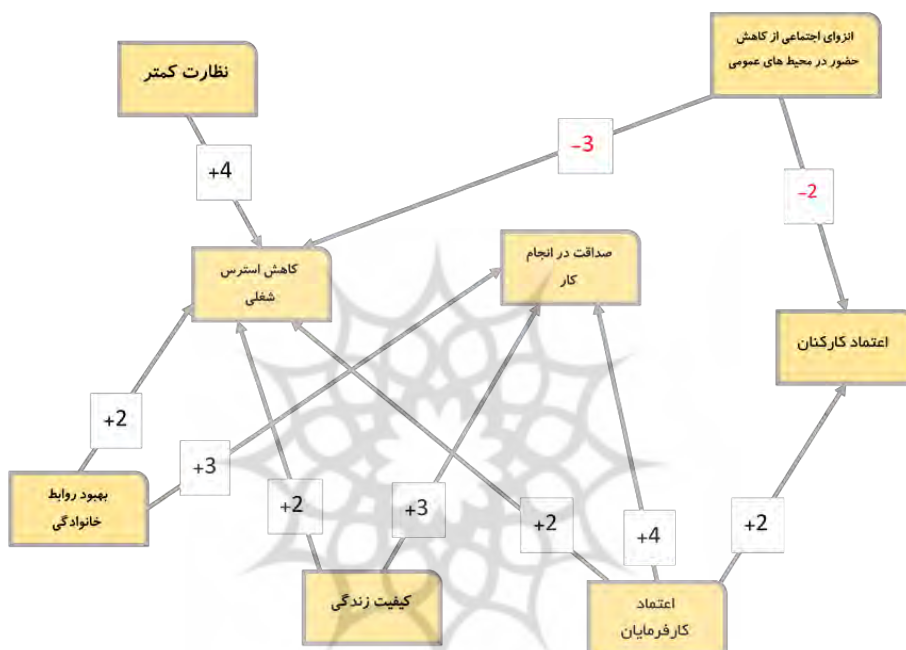 انزوای اجتماعی از کاهش
حضور در محیط های عمومی
نظارت کمتر
−3
+4
−2
صداقت در انجام
کار
کاهش استرس
شغلی
اعتماد کارکنان
+2
+3
بهبود روابط
خانوادگی
+2
+3
+2
+4
+2
کیفیت زندگی
اعتماد
کارفرمایان